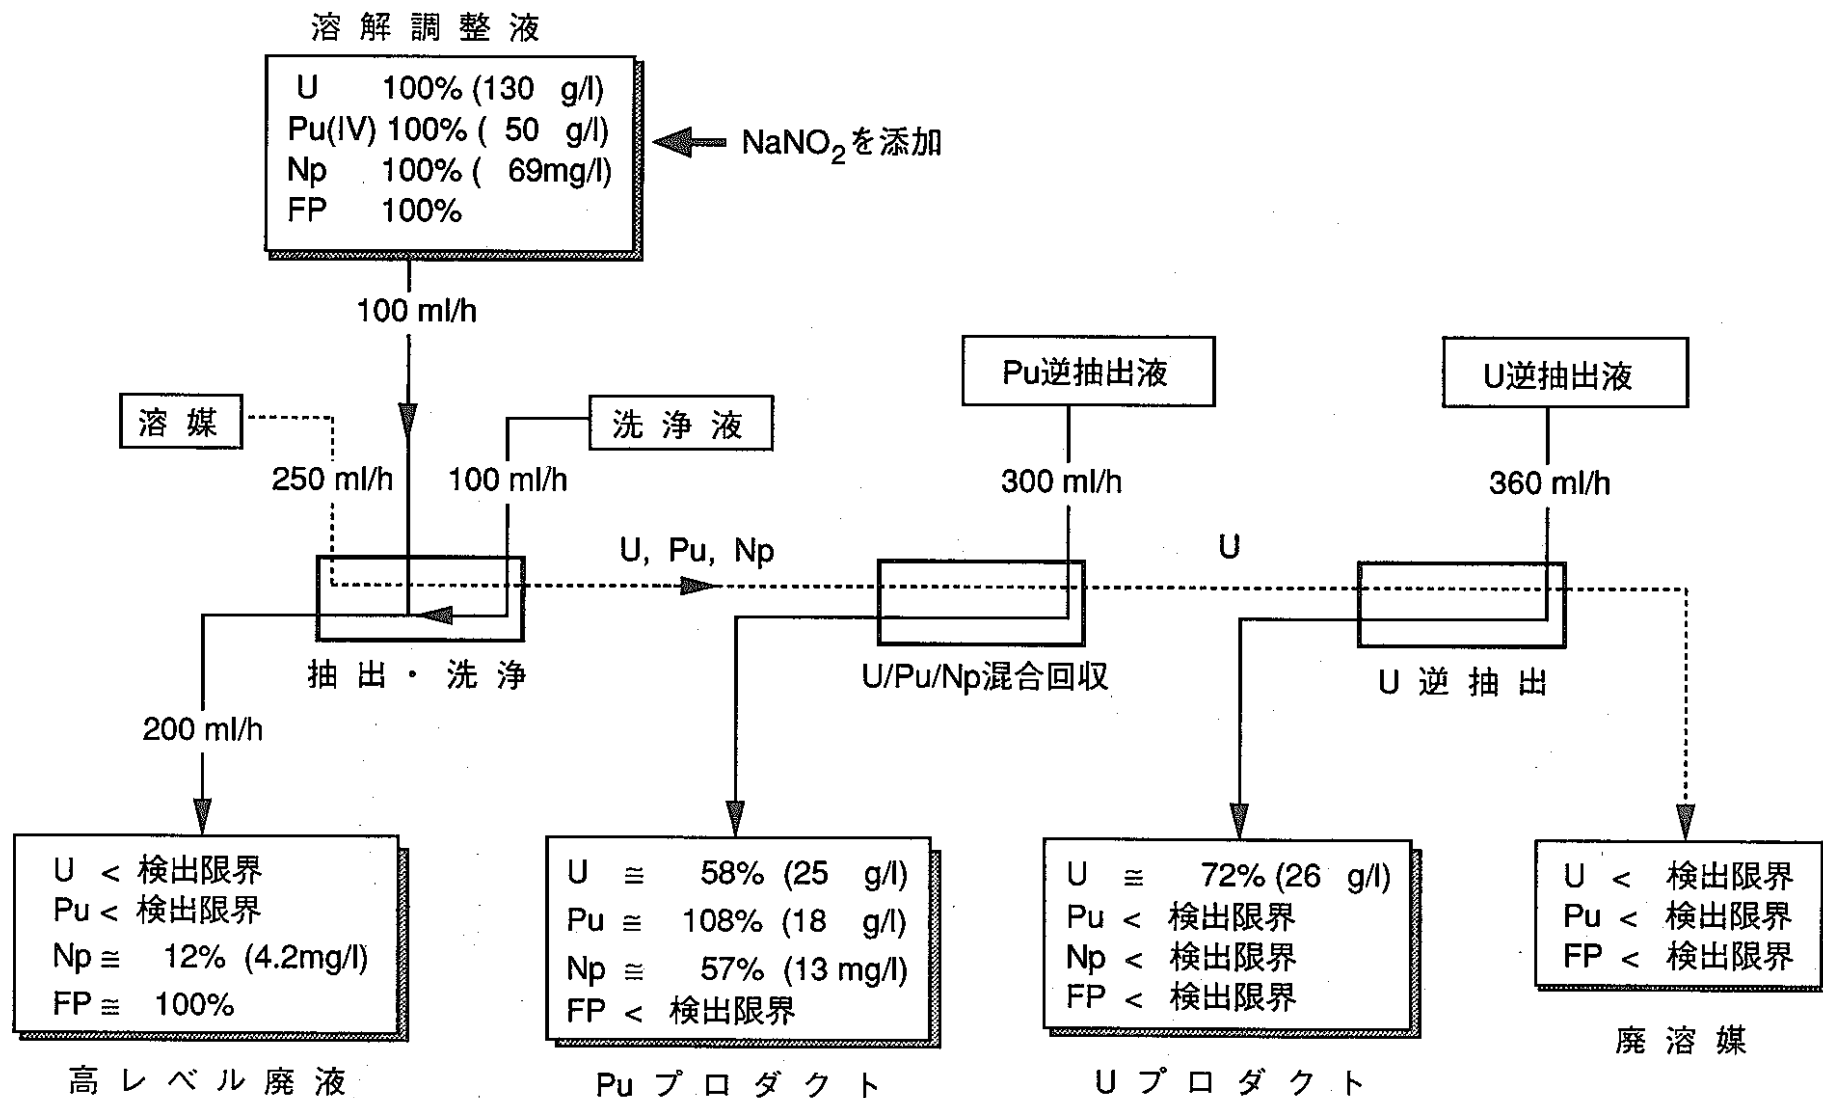 溶解調整液
U 100% (130 g/l)
Pu(IV) 100% ( 50 g/l)
Np 100% ( 69mg/l)
FP 100%
NaNO₂を添加
100 ml/h
Pu逆抽出液
U逆抽出液
溶媒
洗浄液
250 ml/h
100 ml/h
300 ml/h
360 ml/h
U, Pu, Np
U
抽出・洗浄
U/Pu/Np混合回収
U逆抽出
200 ml/h
U < 検出限界
Pu < 検出限界
Np ≅ 12% (4.2mg/l)
FP ≅ 100%
高レベル廃液
U ≅ 58% (25 g/l)
Pu ≅ 108% (18 g/l)
Np ≅ 57% (13 mg/l)
FP < 検出限界
Puプロダクト
U ≅ 72% (26 g/l)
Pu < 検出限界
Np < 検出限界
FP < 検出限界
Uプロダクト
U < 検出限界
Pu < 検出限界
FP < 検出限界
廃溶媒